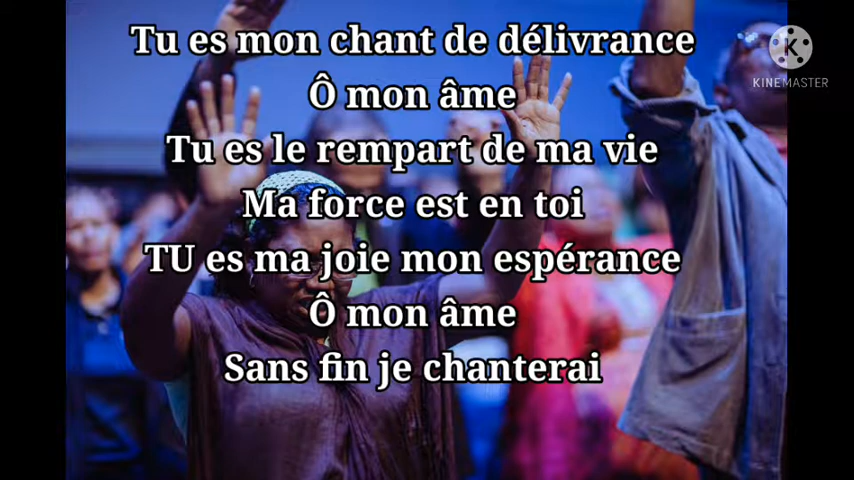 Tu es mon chant de délivrance
Ô mon âme
Tu es le rempart de ma vie
Ma force est en toi
TU es ma joie mon espérance
Ô mon âme
Sans fin je chanterai
K
KINEMASTER